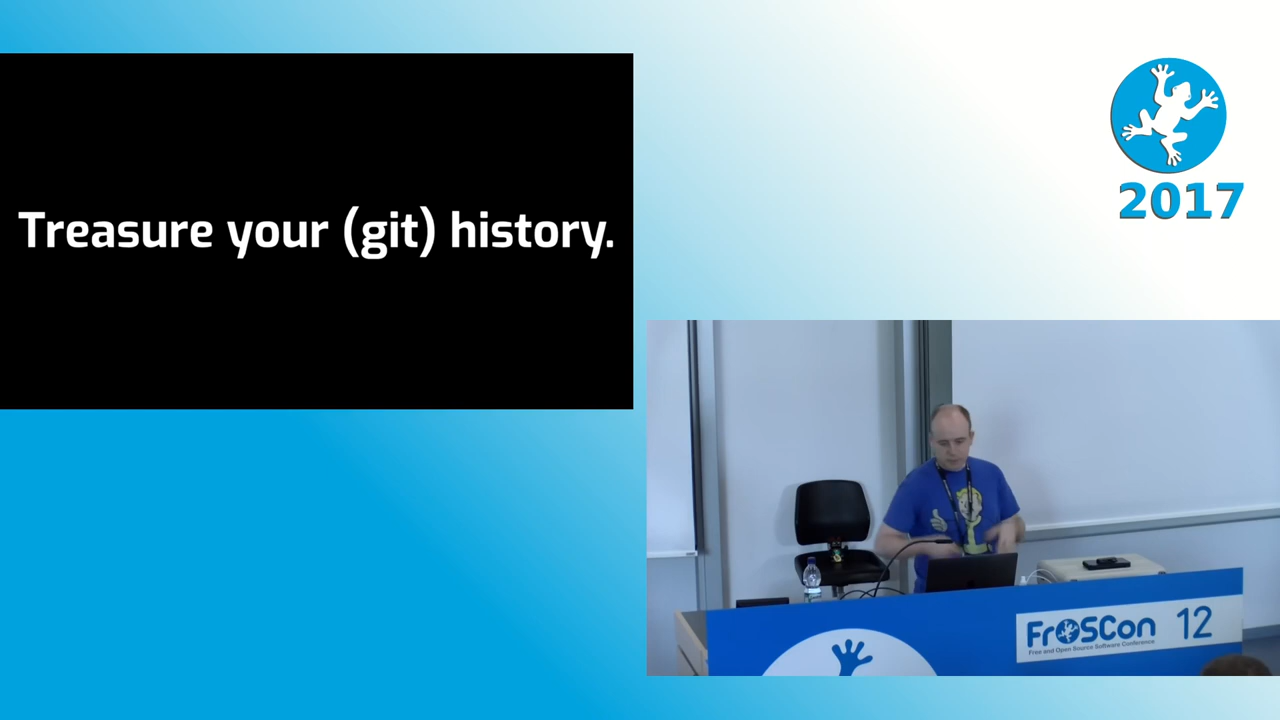 Treasure your (git) history.
2017
FrOSCon 12
Free and Open Source Software Conference